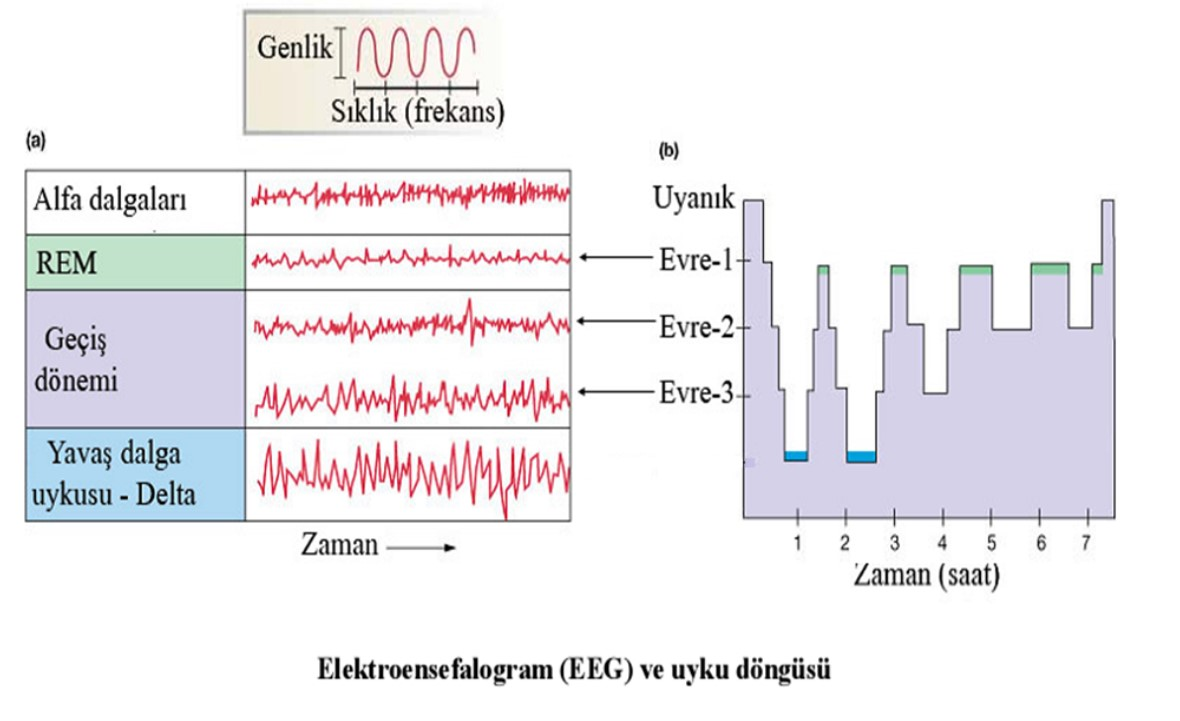 Genlik
Sıklık (frekans)
(a)
Alfa dalgaları
REM
Geçiş
dönemi
Yavaş dalga
uykusu - Delta
Zaman
(b)
Uyanık
Evre-1
Evre-2
Evre-3
1 2 3 4 5 6 7
Zaman (saat)
Elektroensefalogram (EEG) ve uyku döngüsü